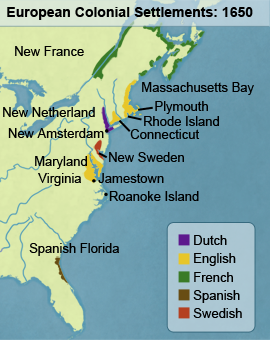 European Colonial Settlements: 1650
New France
Massachusetts Bay
Plymouth
New Netherland
Rhode Island
New Amsterdam
Connecticut
New Sweden
Maryland
Virginia
Jamestown
Roanoke Island
Spanish Florida
Dutch
English
French
Spanish
Swedish